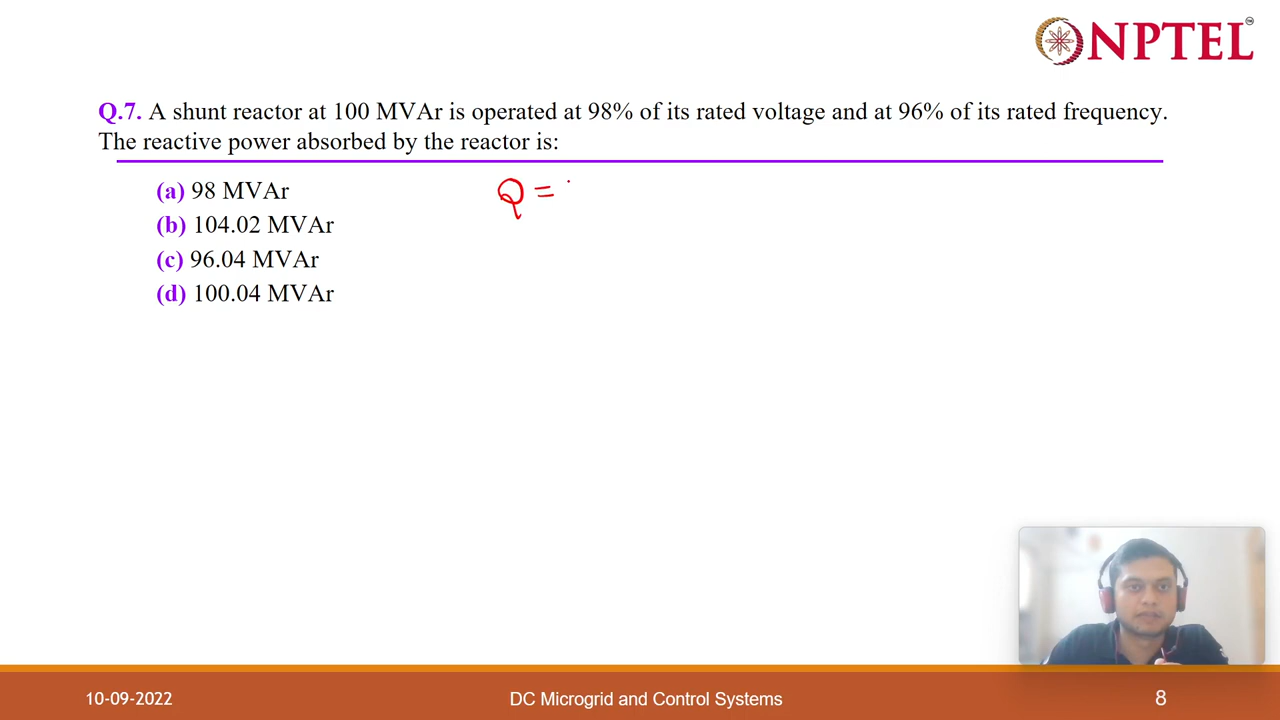 NPTEL
TM
Q.7. A shunt reactor at 100 MVAr is operated at 98% of its rated voltage and at 96% of its rated frequency.
The reactive power absorbed by the reactor is:
(a) 98 MVAr
Q =
(b) 104.02 MVAr
(c) 96.04 MVAr
(d) 100.04 MVAr
10-09-2022
DC Microgrid and Control Systems
8